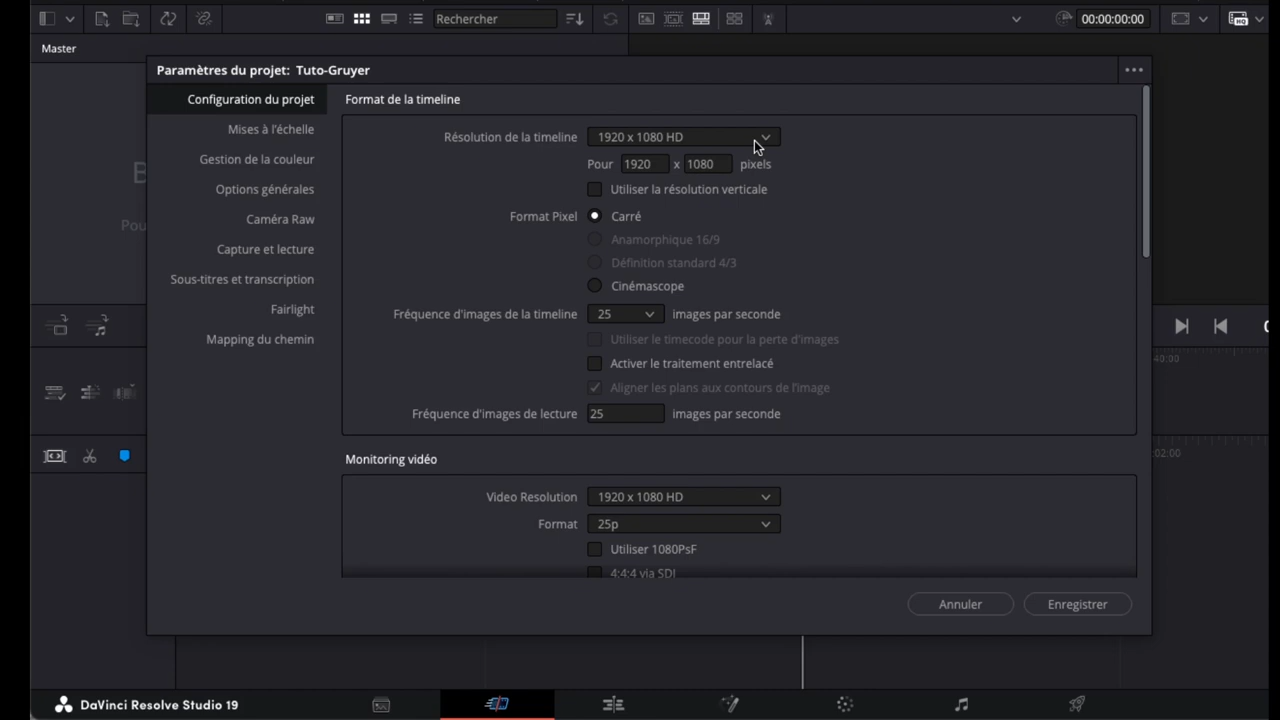 Rechercher
00:00:00:00
Master
Paramètres du projet: Tuto-Gruyer
Configuration du projet
Mises à l'échelle
Gestion de la couleur
Options générales
Caméra Raw
Capture et lecture
Sous-titres et transcription
Fairlight
Mapping du chemin
Format de la timeline
Résolution de la timeline 1920 x 1080 HD
Pour 1920 x 1080 pixels
Utiliser la résolution verticale
Format Pixel Carré
Anamorphique 16/9
Définition standard 4/3
Cinémascope
Fréquence d'images de la timeline 25 images par seconde
Utiliser le timecode pour la perte d'images
Activer le traitement entrelacé
Aligner les plans aux contours de l'image
Fréquence d'images de lecture 25 images par seconde
Monitoring vidéo
Video Resolution 1920 x 1080 HD
Format 25p
Utiliser 1080PsF
4:4:4 via SDI
Annuler
Enregistrer
B
Pou
40:00
:02:00
DaVinci Resolve Studio 19